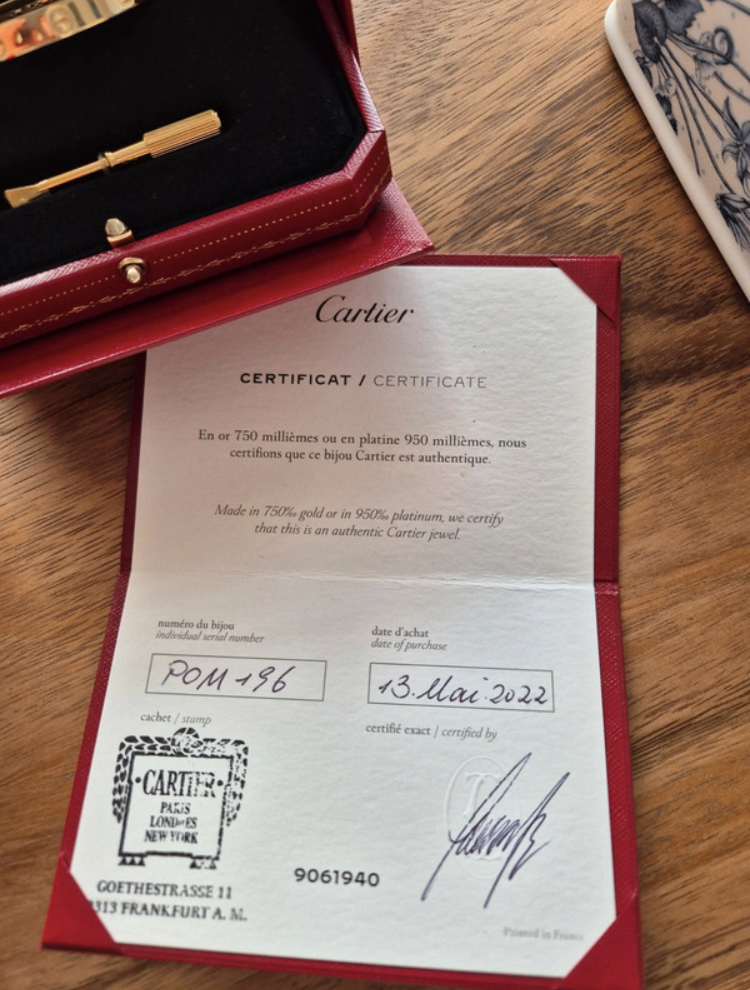 Cartier
CERTIFICAT / CERTIFICATE
En or 750 millièmes ou en platine 950 millièmes, nous
certifions que ce bijou Cartier est authentique.
Made in 750‰ gold or in 950‰ platinum, we certify
that this is an authentic Cartier jewel.
numéro du bijou
individual serial number
date d'achat
date of purchase
POM 196
13. Mai. 2022
cachet / stamp
certifié exact / certified by
CARTIER
PARIS
LONDRES
NEW YORK
9061940
GOETHESTRASSE 11
313 FRANKFURT A. M.
Printed in France